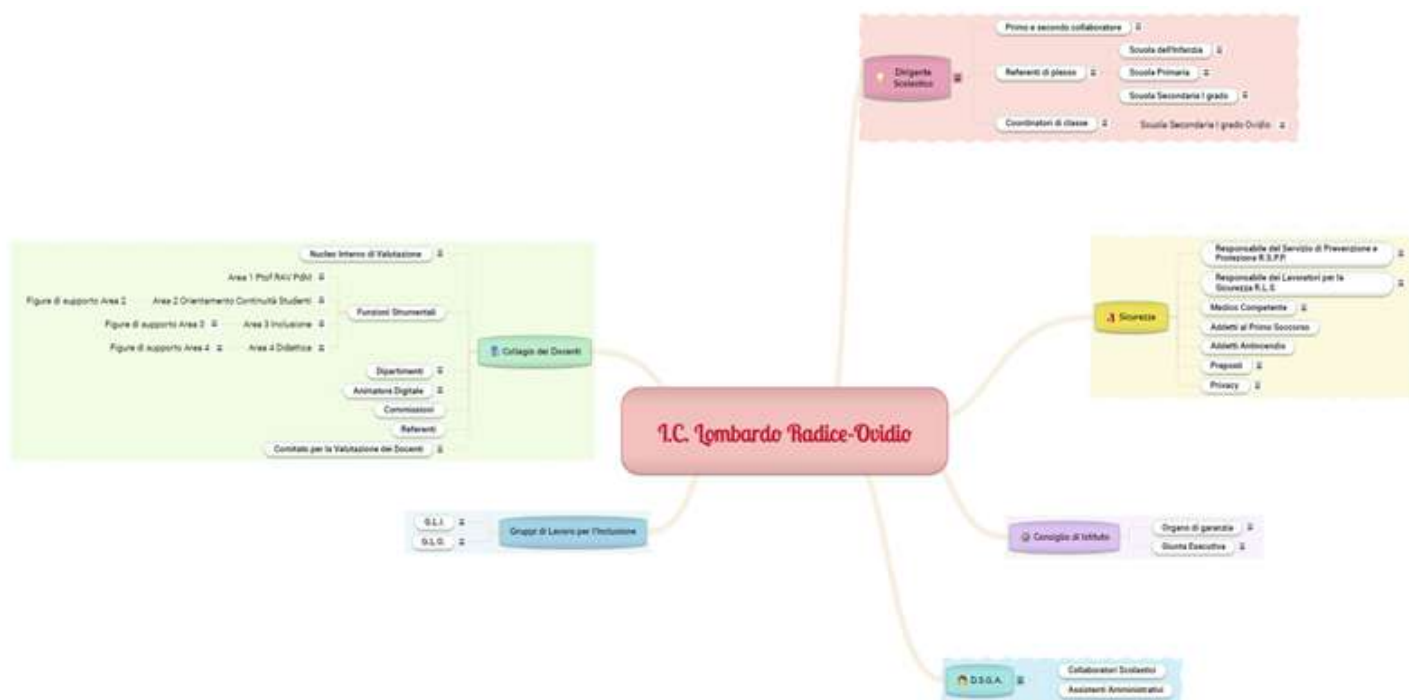 I.C. Lombardo Radice-Ovidio
Dirigente
Scolastico
Primo e secondo collaboratore
Referenti di plesso
Scuola dell'Infanzia
Scuola Primaria
Scuola Secondaria I grado
Coordinatori di classe
Scuola Secondaria I grado Ovidio
Sicurezza
Responsabile del Servizio di Prevenzione e
Protezione R.S.P.P.
Responsabile dei Lavoratori per la
Sicurezza R.L.S
Medico Competente
Addetti al Primo Soccorso
Addetti Antincendio
Preposti
Privacy
Consiglio di Istituto
Organo di garanzia
Giunta Esecutiva
D.S.G.A.
Collaboratori Scolastici
Assistenti Amministrativi
Collegio dei Docenti
Nucleo Interno di Valutazione
Funzioni Strumentali
Area 1 Ptof RAV PdM
Area 2 Orientamento Continuità Studenti
Figure di supporto Area 2
Area 3 Inclusione
Figure di supporto Area 3
Area 4 Didattica
Figure di supporto Area 4
Dipartimenti
Animatore Digitale
Commissioni
Referenti
Comitato per la Valutazione dei Docenti
Gruppi di Lavoro per l'Inclusione
G.L.I.
G.L.O.